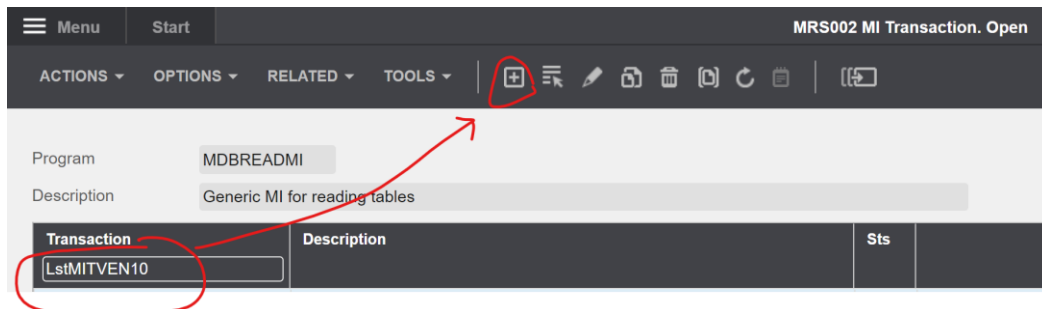 Menu Start MRS002 MI Transaction. Open
ACTIONS OPTIONS RELATED TOOLS
Program MDBREADMI
Description Generic MI for reading tables
Transaction Description Sts
LstMITVEN10